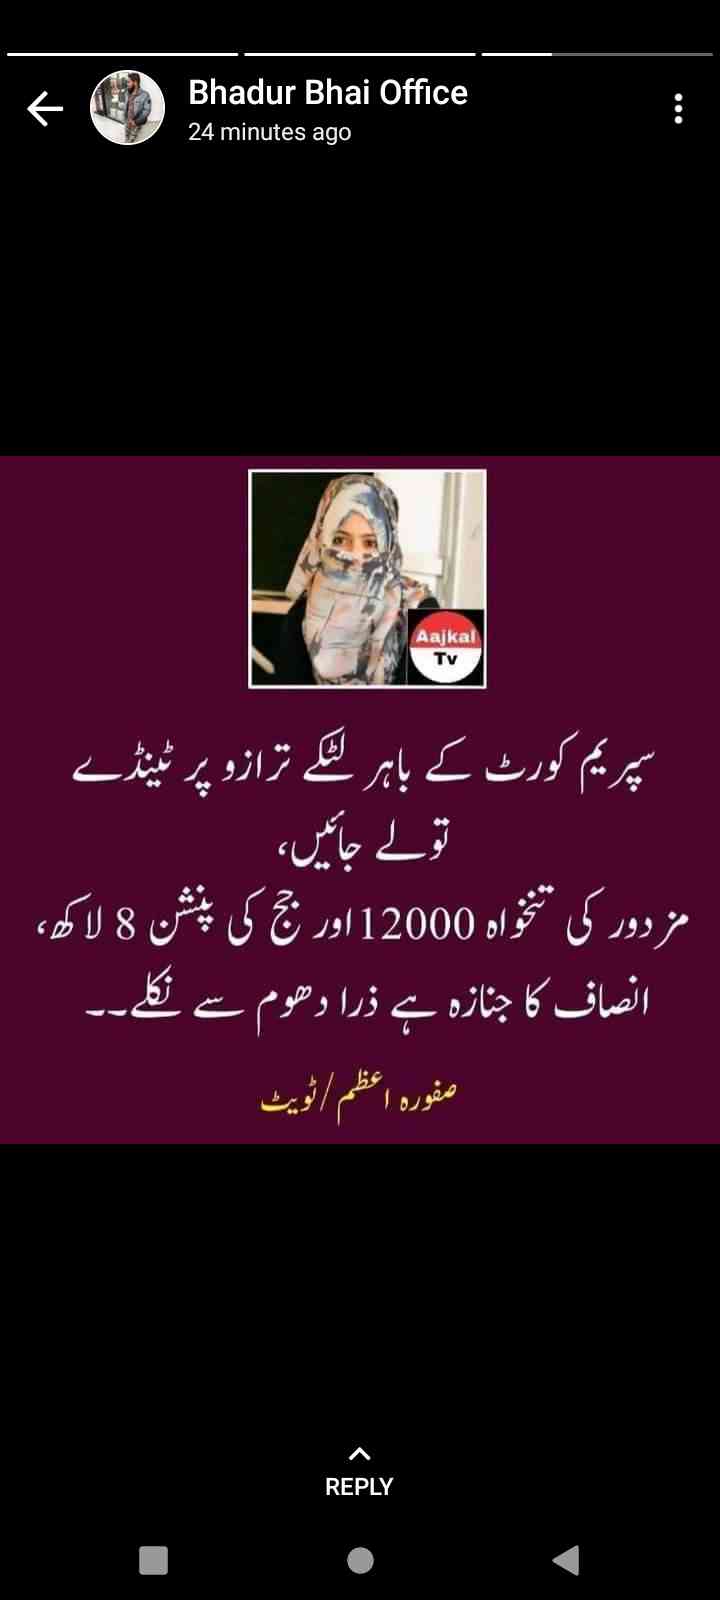 Bhadur Bhai Office
24 minutes ago
Aajkal
Tv
سپریم کورٹ کے باہر لٹکے ترازو پر ٹینڈے
تولے جائیں،
مزدور کی تنخواہ 12000 اور جج کی پنشن 8 لاکھ،
انصاف کا جنازہ ہے ذرا دھوم سے نکلے۔۔
صفورہ اعظم/ٹویٹ
REPLY